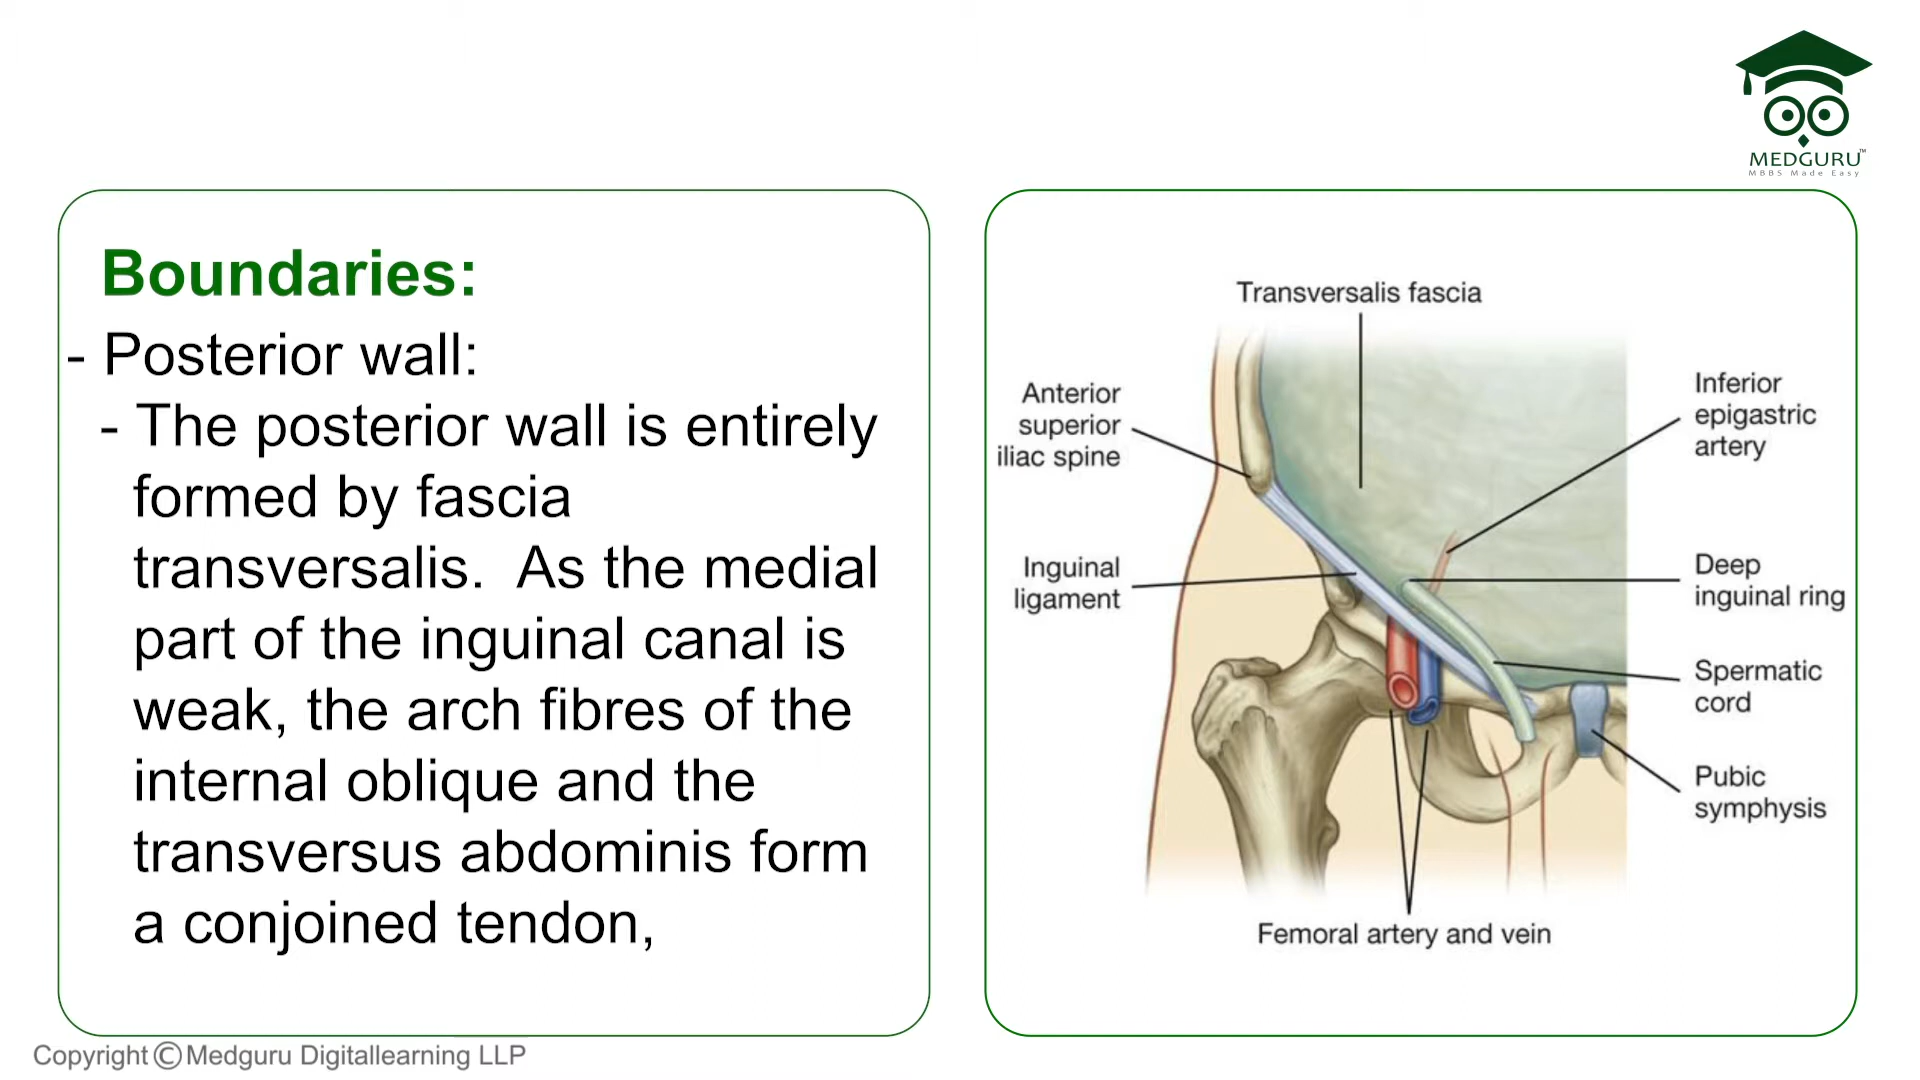 MEDGURU™
MBBS Made Easy
Boundaries:
- Posterior wall:
- The posterior wall is entirely
formed by fascia
transversalis.  As the medial
part of the inguinal canal is
weak, the arch fibres of the
internal oblique and the
transversus abdominis form
a conjoined tendon,
Transversalis fascia
Anterior
superior
iliac spine
Inguinal
ligament
Inferior
epigastric
artery
Deep
inguinal ring
Spermatic
cord
Pubic
symphysis
Femoral artery and vein
Copyright © Medguru Digitallearning LLP